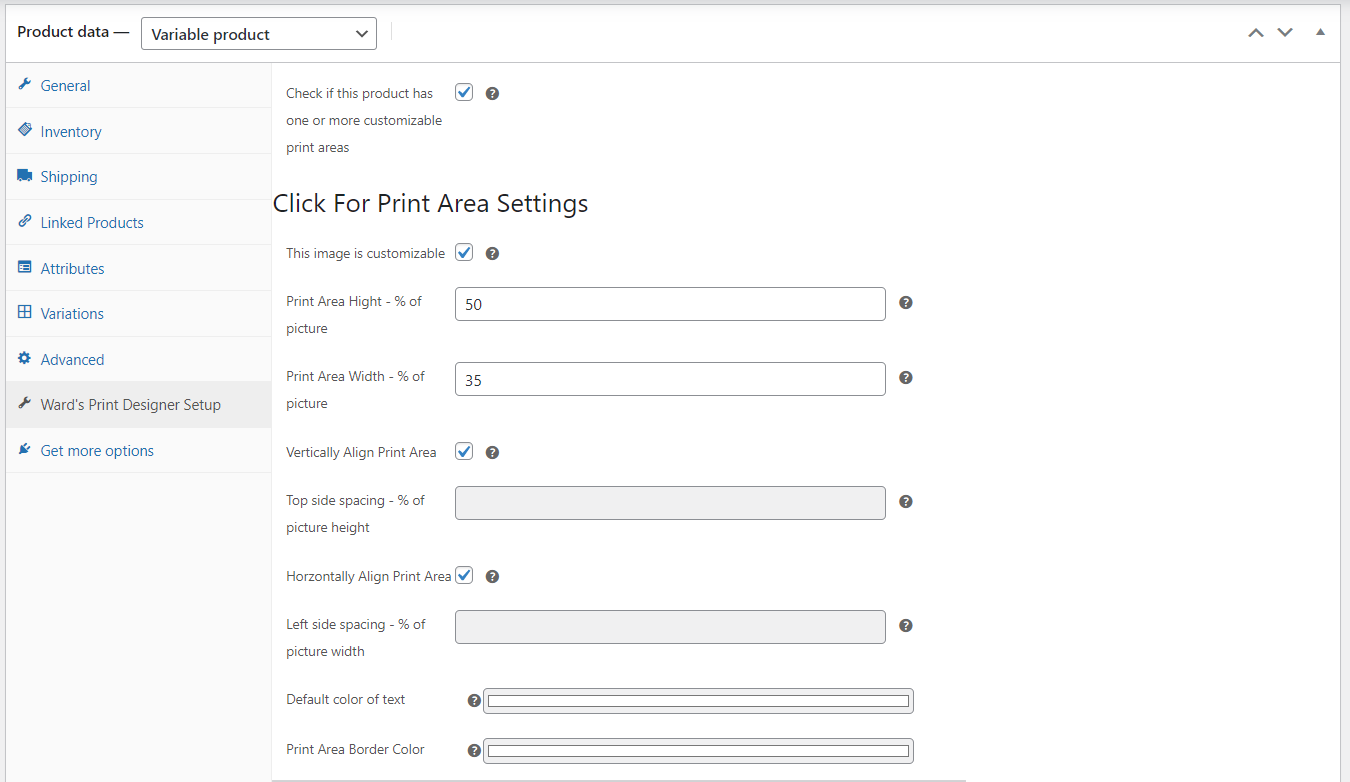 Product data —
Variable product
General
Inventory
Shipping
Linked Products
Attributes
Variations
Advanced
Ward's Print Designer Setup
Get more options
Check if this product has
one or more customizable
print areas
Click For Print Area Settings
This image is customizable
Print Area Hight - % of
picture
50
Print Area Width - % of
picture
35
Vertically Align Print Area
Top side spacing - % of
picture height
Horzontally Align Print Area
Left side spacing - % of
picture width
Default color of text
Print Area Border Color